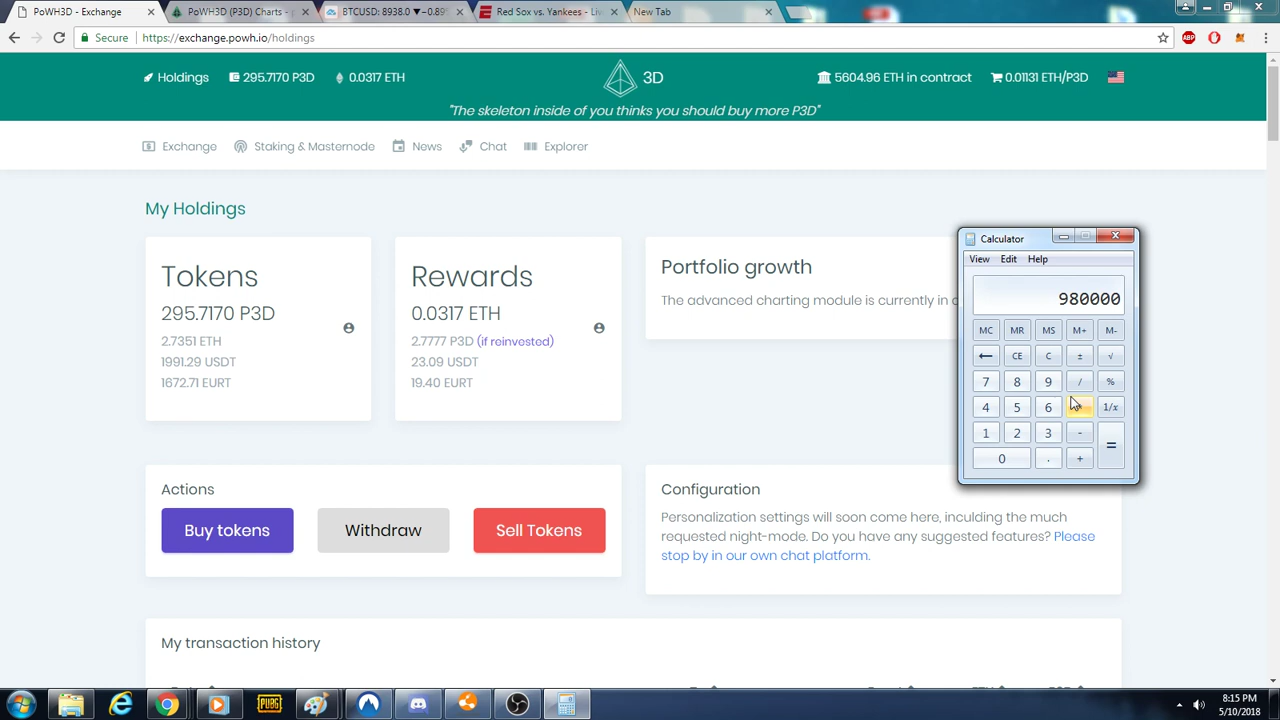 PoWH3D - Exchange
PoWH3D (P3D) Charts -
BTCUSD: 8938.0 ▼−0.89
Red Sox vs. Yankees - Liv
New Tab
Secure
https://exchange.powh.io/holdings
ABP
Holdings
295.7170 P3D
0.0317 ETH
3D
5604.96 ETH in contract
0.01131 ETH/P3D
"The skeleton inside of you thinks you should buy more P3D"
Exchange
Staking & Masternode
News
Chat
Explorer
My Holdings
Tokens
295.7170 P3D
2.7351 ETH
1991.29 USDT
1672.71 EURT
Rewards
0.0317 ETH
2.7777 P3D (if reinvested)
23.09 USDT
19.40 EURT
Portfolio growth
The advanced charting module is currently in
Calculator
View Edit Help
980000
MC MR MS M+ M-
← CE C ± √
7 8 9 / %
4 5 6 1/x
1 2 3 - =
0 . +
Actions
Buy tokens
Withdraw
Sell Tokens
Configuration
Personalization settings will soon come here, inculding the much
requested night-mode. Do you have any suggested features? Please
stop by in our own chat platform.
My transaction history
PUBG
8:15 PM
5/10/2018